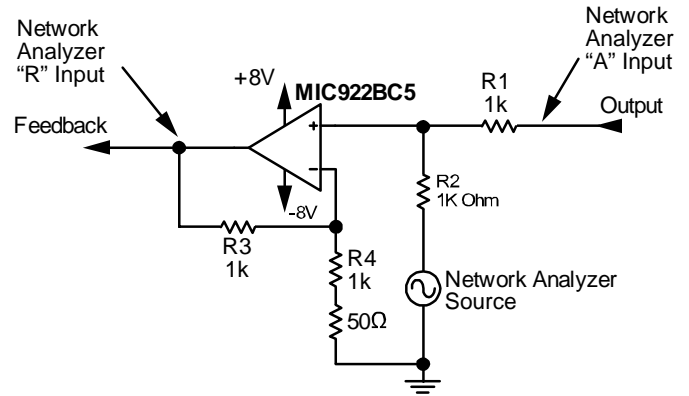 Network
Analyzer
“R” Input
Network
Analyzer
“A” Input
+8V
MIC922BC5
R1
1k
Output
Feedback
+
−
R2
1K Ohm
-8V
R3
1k
R4
1k
50Ω
Network Analyzer
Source